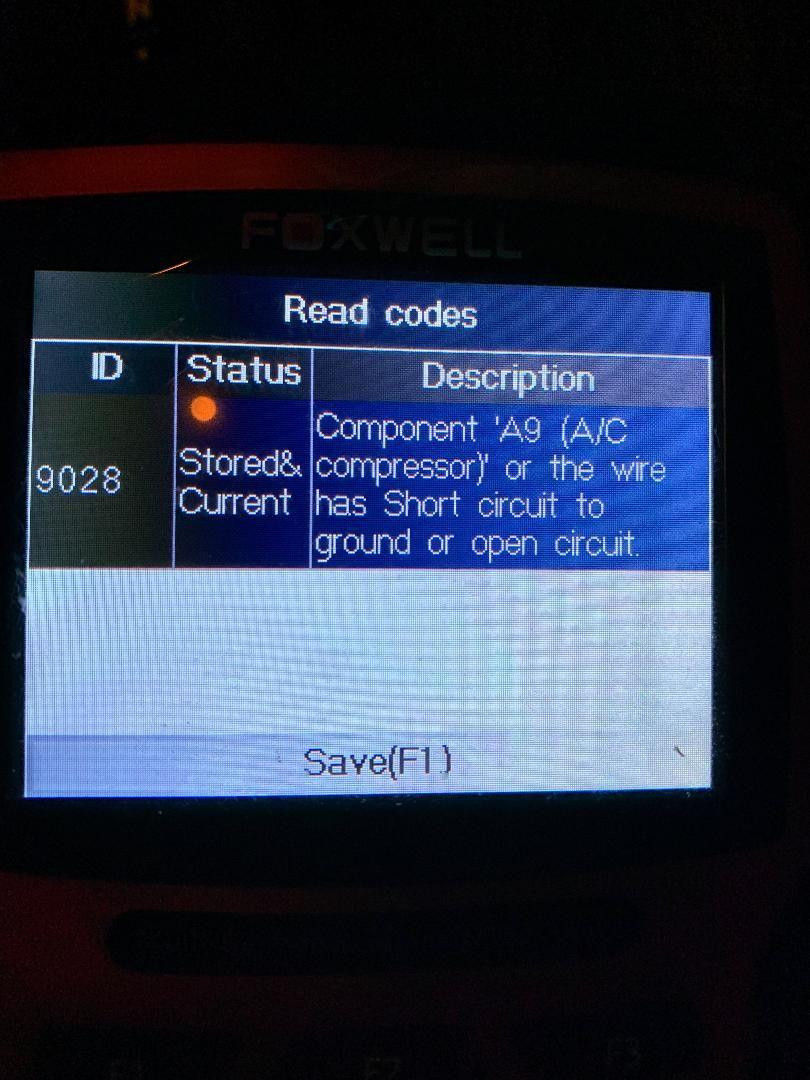 FOXWELL
Read codes
ID Status Description
9028
Stored&
Current
Component 'A9 (A/C
compressor)' or the wire
has Short circuit to
ground or open circuit.
Save(F1)